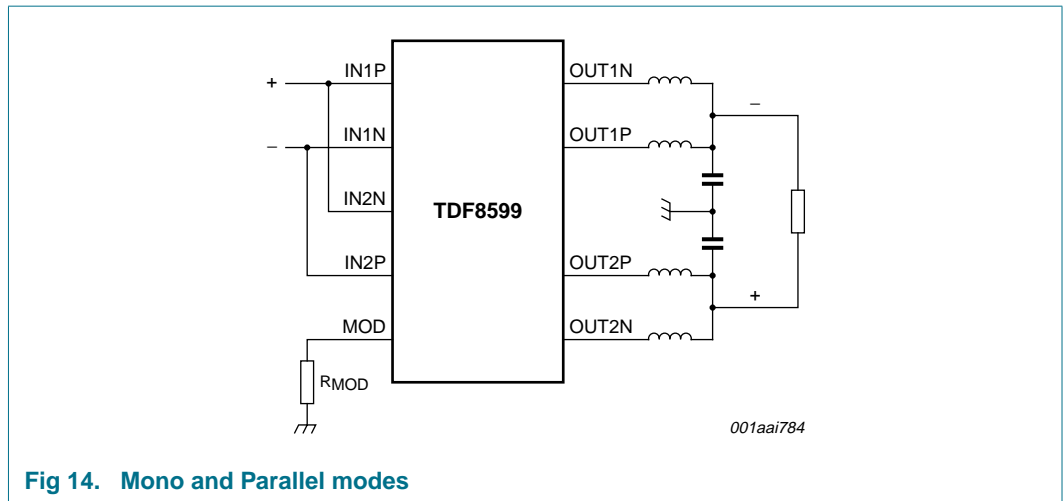 + IN1P OUT1N
−
− IN1N OUT1P
IN2N TDF8599
IN2P OUT2P
+
MOD OUT2N
RMOD
001aai784
Fig 14. Mono and Parallel modes